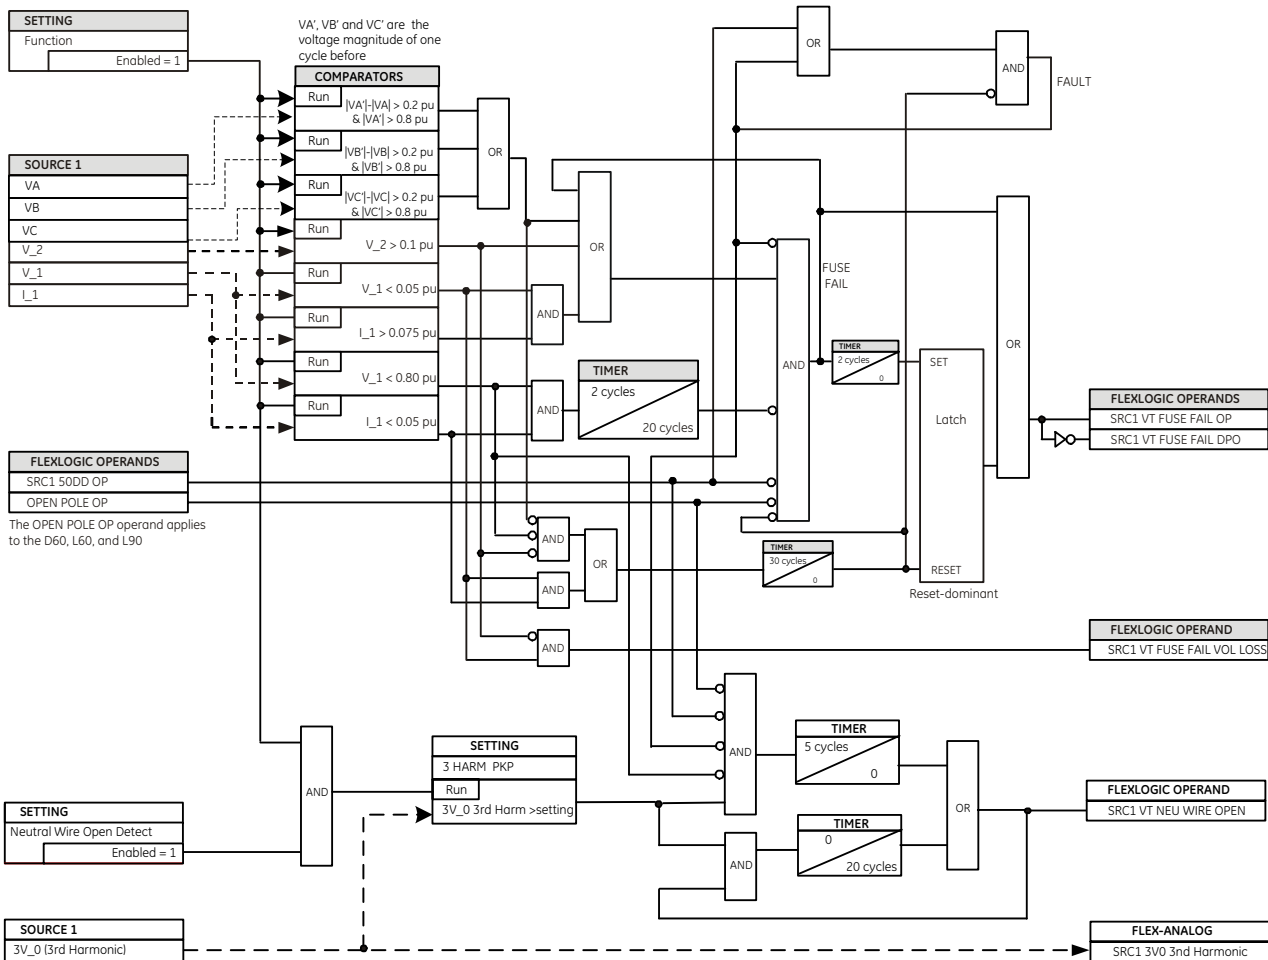 SETTING
Function
Enabled = 1
VA’, VB’ and VC’ are the
voltage magnitude of one
cycle before
COMPARATORS
Run
|VA’|-|VA| > 0.2 pu
& |VA’| > 0.8 pu
Run
|VB’|-|VB| > 0.2 pu
& |VB’| > 0.8 pu
Run
|VC’|-|VC| > 0.2 pu
& |VC’| > 0.8 pu
Run
V_2 > 0.1 pu
Run
V_1 < 0.05 pu
Run
I_1 > 0.075 pu
Run
V_1 < 0.80 pu
Run
I_1 < 0.05 pu
SOURCE 1
VA
VB
VC
V_2
V_1
I_1
OR
OR
AND
AND
TIMER
2 cycles
20 cycles
OR
AND
FAULT
FUSE
FAIL
AND
TIMER
2 cycles
0
SET
Latch
RESET
Reset-dominant
OR
FLEXLOGIC OPERANDS
SRC1 VT FUSE FAIL OP
SRC1 VT FUSE FAIL DPO
FLEXLOGIC OPERANDS
SRC1 50DD OP
OPEN POLE OP
The OPEN POLE OP operand applies
to the D60, L60, and L90
AND
AND
OR
TIMER
30 cycles
0
AND
FLEXLOGIC OPERAND
SRC1 VT FUSE FAIL VOL LOSS
AND
SETTING
3 HARM PKP
Run
3V_0 3rd Harm >setting
AND
TIMER
5 cycles
0
AND
TIMER
0
20 cycles
OR
FLEXLOGIC OPERAND
SRC1 VT NEU WIRE OPEN
SETTING
Neutral Wire Open Detect
Enabled = 1
SOURCE 1
3V_0 (3rd Harmonic)
FLEX-ANALOG
SRC1 3V0 3nd Harmonic